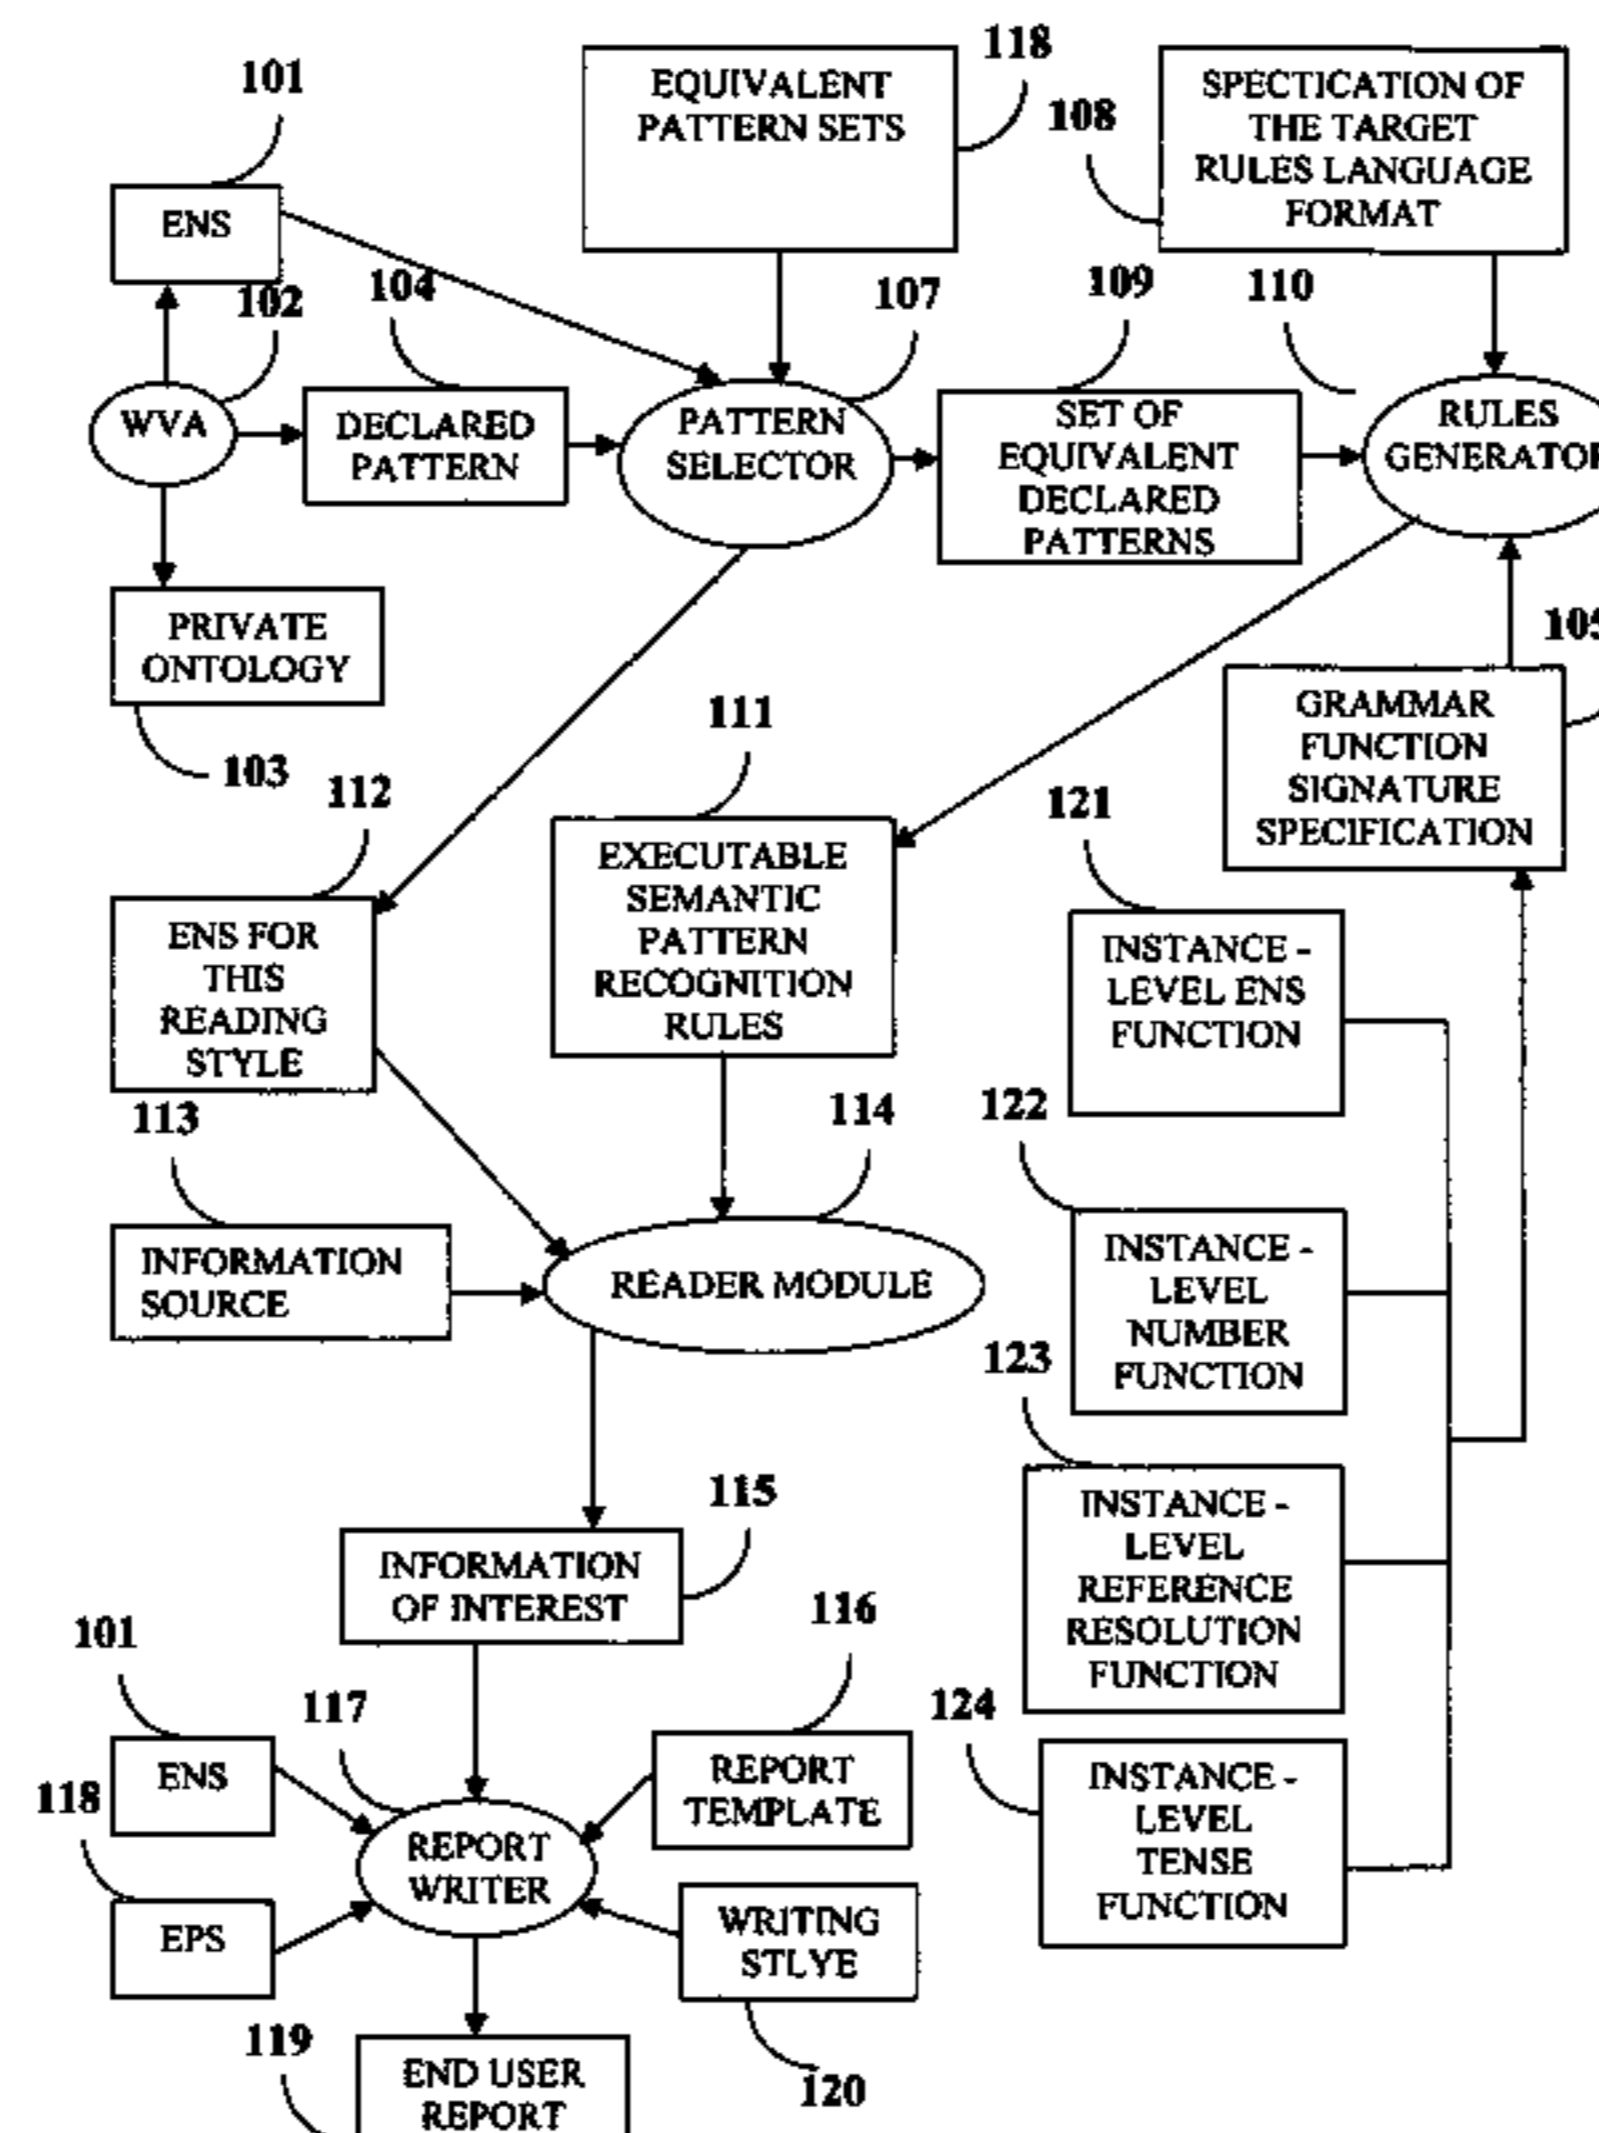 118
101
EQUIVALENT
PATTERN SETS
108
SPECTICATION OF
THE TARGET
RULES LANGUAGE
FORMAT
ENS
102
104
107
109
110
WVA
DECLARED
PATTERN
PATTERN
SELECTOR
SET OF
EQUIVALENT
DECLARED
PATTERNS
RULES
GENERATOR
PRIVATE
ONTOLOGY
103
105
GRAMMAR
FUNCTION
SIGNATURE
SPECIFICATION
111
112
121
EXECUTABLE
SEMANTIC
PATTERN
RECOGNITION
RULES
ENS FOR
THIS
READING
STYLE
INSTANCE -
LEVEL ENS
FUNCTION
113
114
122
INFORMATION
SOURCE
READER MODULE
INSTANCE -
LEVEL
NUMBER
FUNCTION
123
115
INSTANCE -
LEVEL
REFERENCE
RESOLUTION
FUNCTION
INFORMATION
OF INTEREST
101
117
116
124
ENS
REPORT
TEMPLATE
INSTANCE -
LEVEL
TENSE
FUNCTION
118
REPORT
WRITER
EPS
WRITING
STLYE
119
120
END USER
REPORT